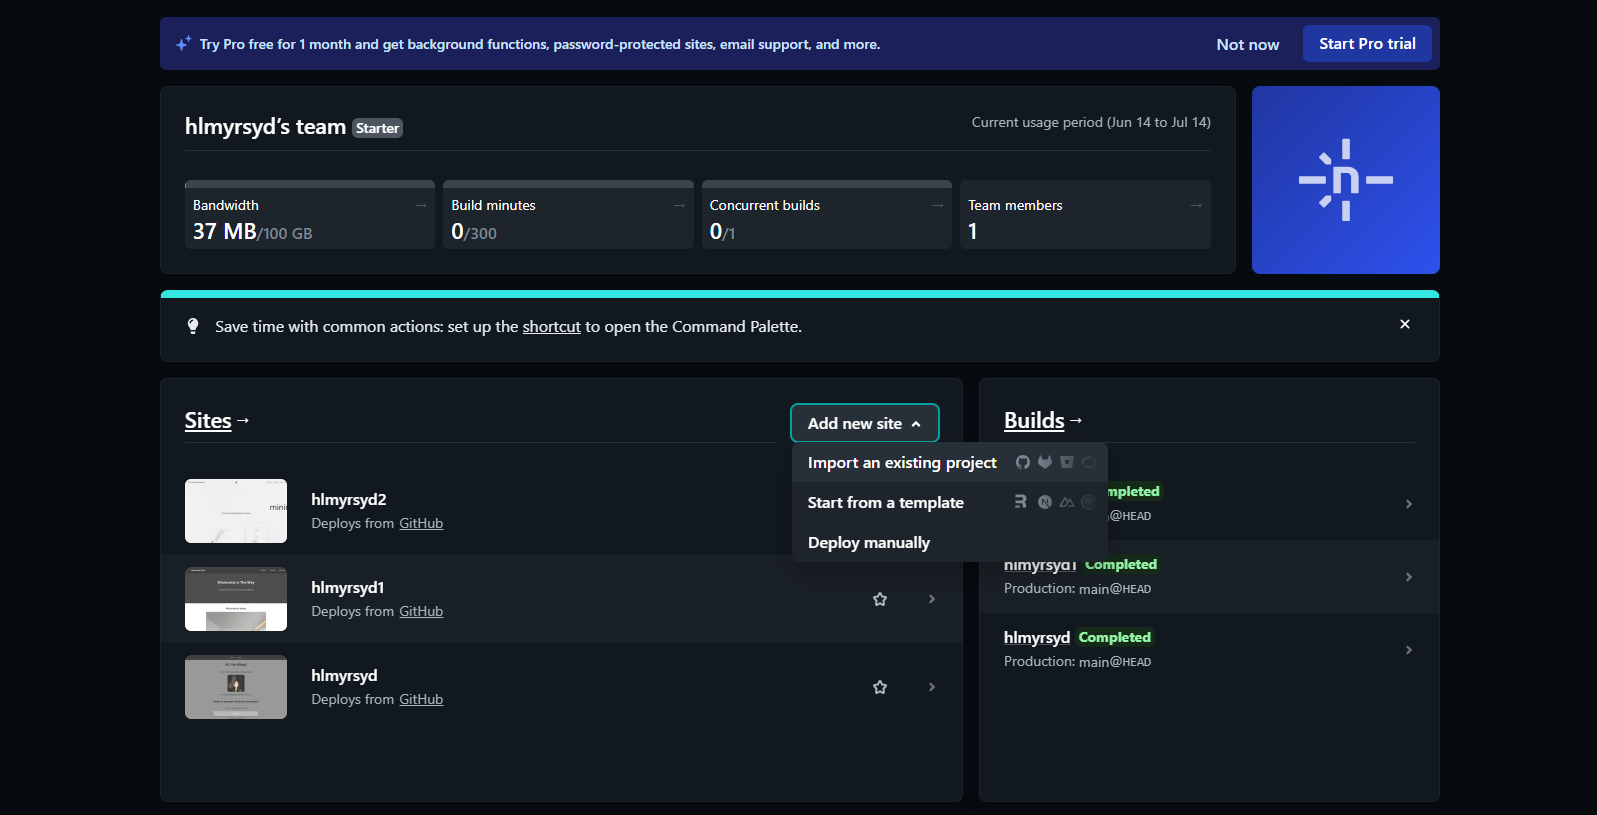 Try Pro free for 1 month and get background functions, password-protected sites, email support, and more.
Not now
Start Pro trial
hlmyrsyd’s team Starter
Current usage period (Jun 14 to Jul 14)
Bandwidth →
37 MB/100 GB
Build minutes →
0/300
Concurrent builds →
0/1
Team members →
1
n
Save time with common actions: set up the shortcut to open the Command Palette.
Sites →
Add new site
Import an existing project
Start from a template
Deploy manually
hlmyrsyd2
Deploys from GitHub
hlmyrsyd1
Deploys from GitHub
hlmyrsyd
Deploys from GitHub
Builds →
mpleted
@HEAD
hlmyrsyd1 Completed
Production: main@HEAD
hlmyrsyd Completed
Production: main@HEAD